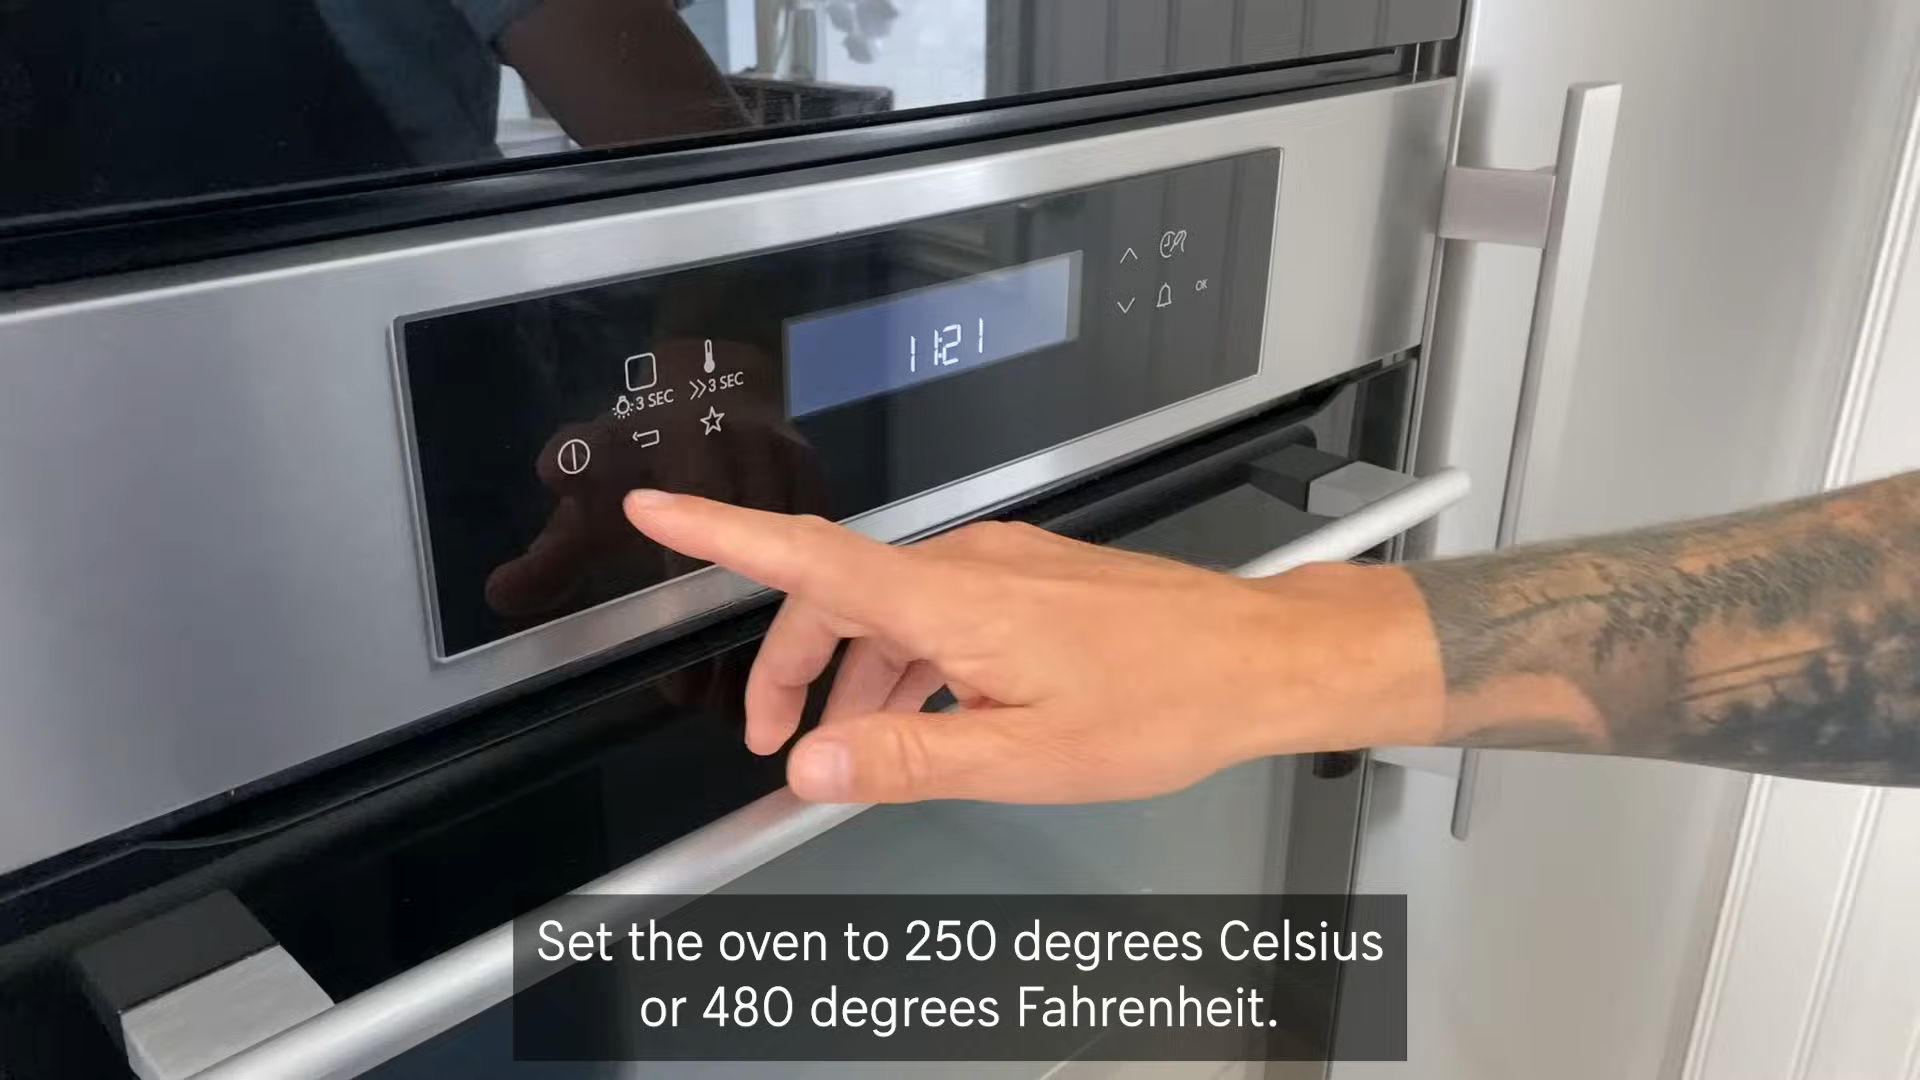 11:21
3 SEC
3 SEC
OK
Set the oven to 250 degrees Celsius
or 480 degrees Fahrenheit.